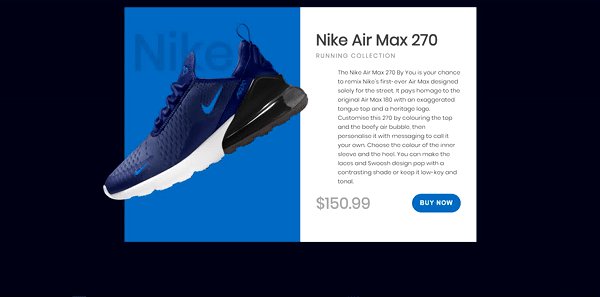 Nike
Nike Air Max 270
RUNNING COLLECTION
The Nike Air Max 270 By You is your chance
to remix Nike's first-ever Air Max designed
solely for the street. It pays homage to the
original Air Max 180 with an exaggerated
tongue top and a heritage logo.
Customise this 270 by colouring the top
and the beefy air bubble, then
personalise it with messaging to call it
your own. Choose the colour of the inner
sleeve and the heel. You can make the
laces and Swoosh design pop with a
contrasting shade or keep it low-key and
tonal.
$150.99
BUY NOW